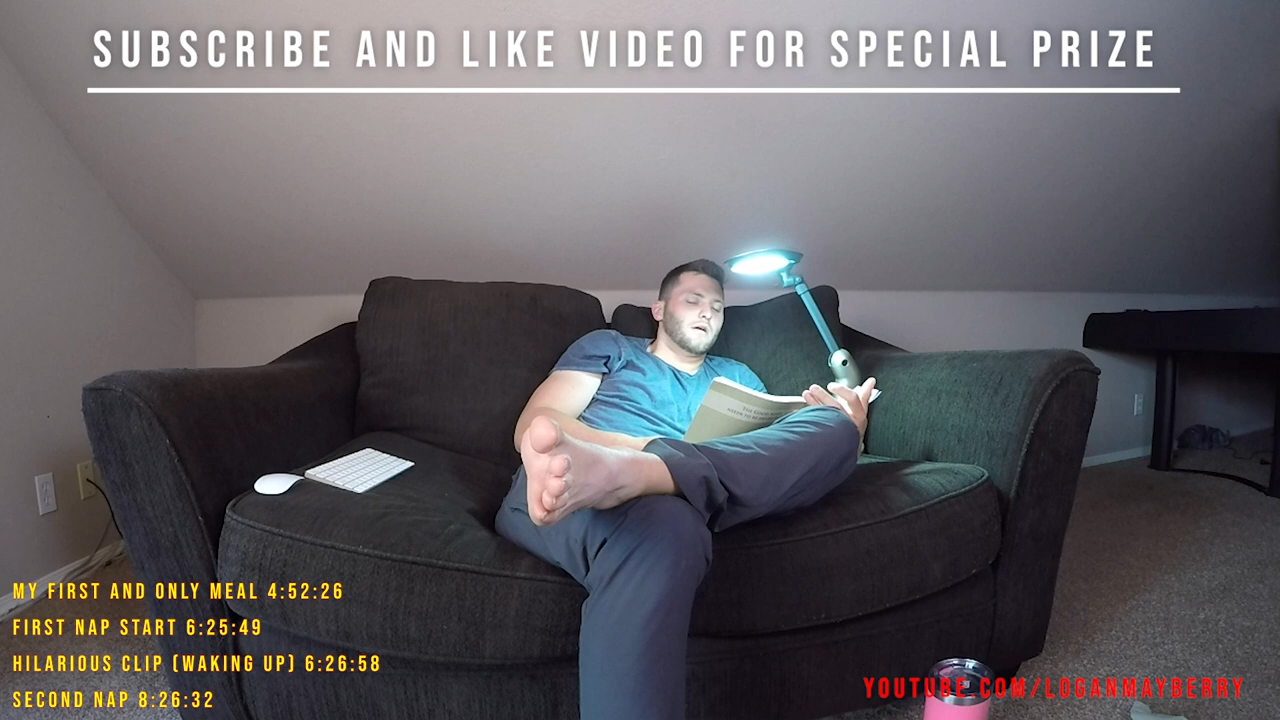 SUBSCRIBE AND LIKE VIDEO FOR SPECIAL PRIZE
MY FIRST AND ONLY MEAL 4:52:26
FIRST NAP START 6:25:49
HILARIOUS CLIP (WAKING UP) 6:26:58
SECOND NAP 8:26:32
YOUTUBE.COM/LOGANMAYBERRY